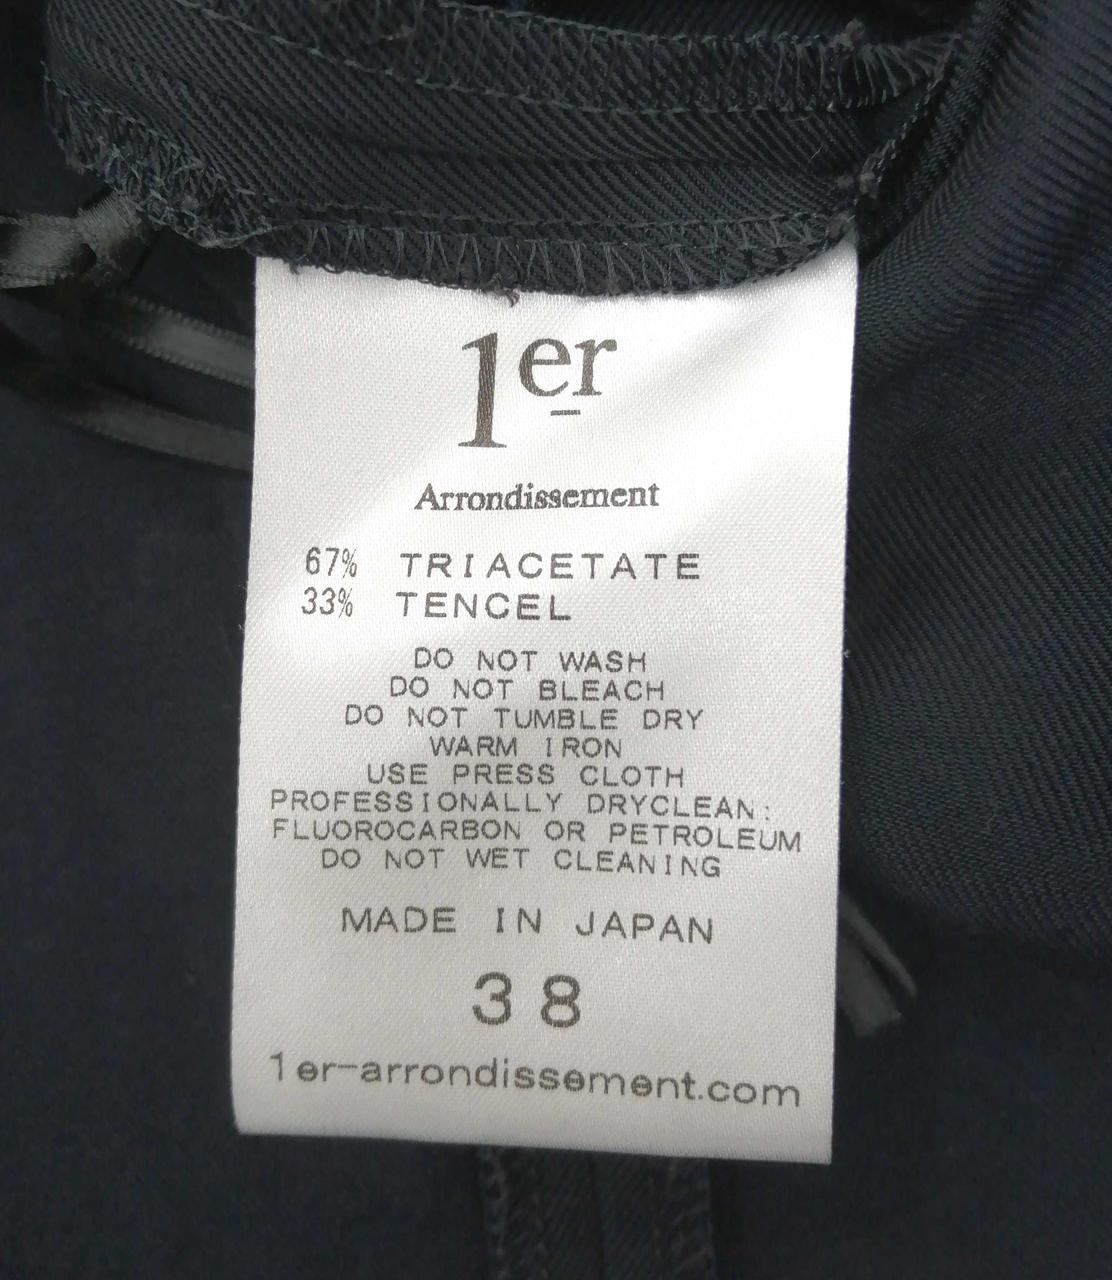 1er
Arrondissement
67% TRIACETATE
33% TENCEL
DO NOT WASH
DO NOT BLEACH
DO NOT TUMBLE DRY
WARM IRON
USE PRESS CLOTH
PROFESSIONALLY DRYCLEAN:
FLUOROCARBON OR PETROLEUM
DO NOT WET CLEANING
MADE IN JAPAN
38
1er-arrondissement.com